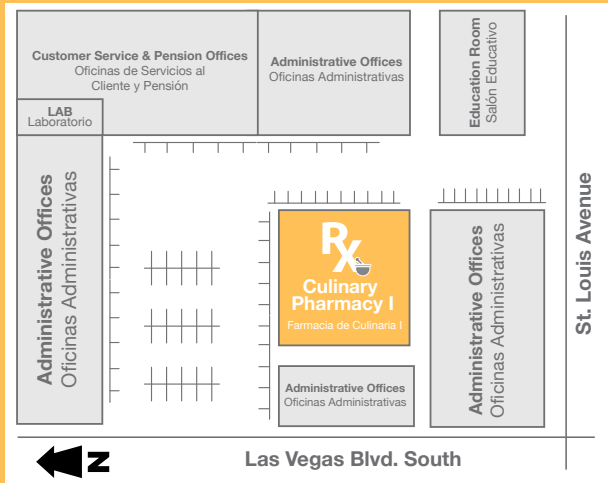 Customer Service & Pension Offices
Oficinas de Servicios al
Cliente y Pensión
Administrative Offices
Oficinas Administrativas
Education Room
Salón Educativo
LAB
Laboratorio
Administrative Offices
Oficinas Administrativas
Rx
Culinary
Pharmacy I
Farmacia de Culinaria I
Administrative Offices
Oficinas Administrativas
Administrative Offices
Oficinas Administrativas
St. Louis Avenue
N
Las Vegas Blvd. South